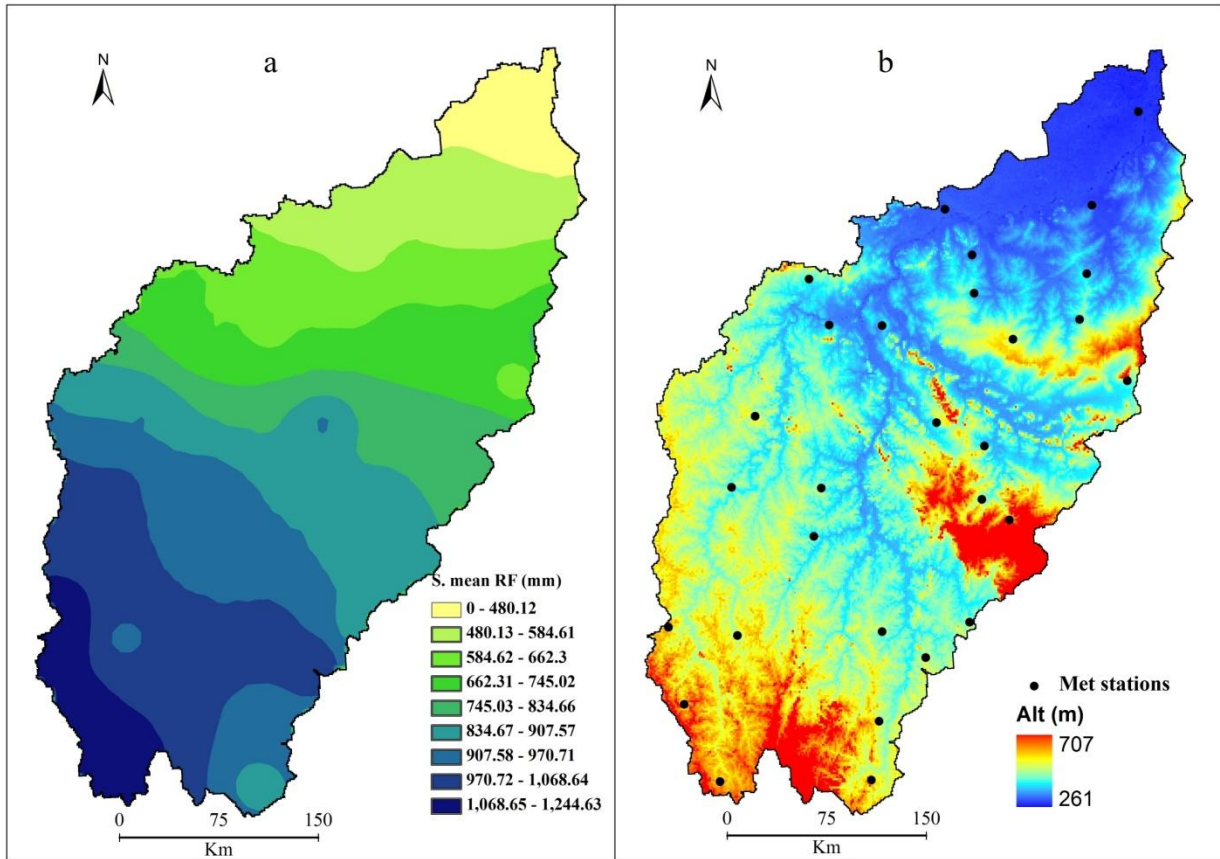 N
a
S. mean RF (mm)
0 - 480.12
480.13 - 584.61
584.62 - 662.3
662.31 - 745.02
745.03 - 834.66
834.67 - 907.57
907.58 - 970.71
970.72 - 1,068.64
1,068.65 - 1,244.63
0 75 150
Km
N
b
Met stations
Alt (m)
707
261
0 75 150
Km